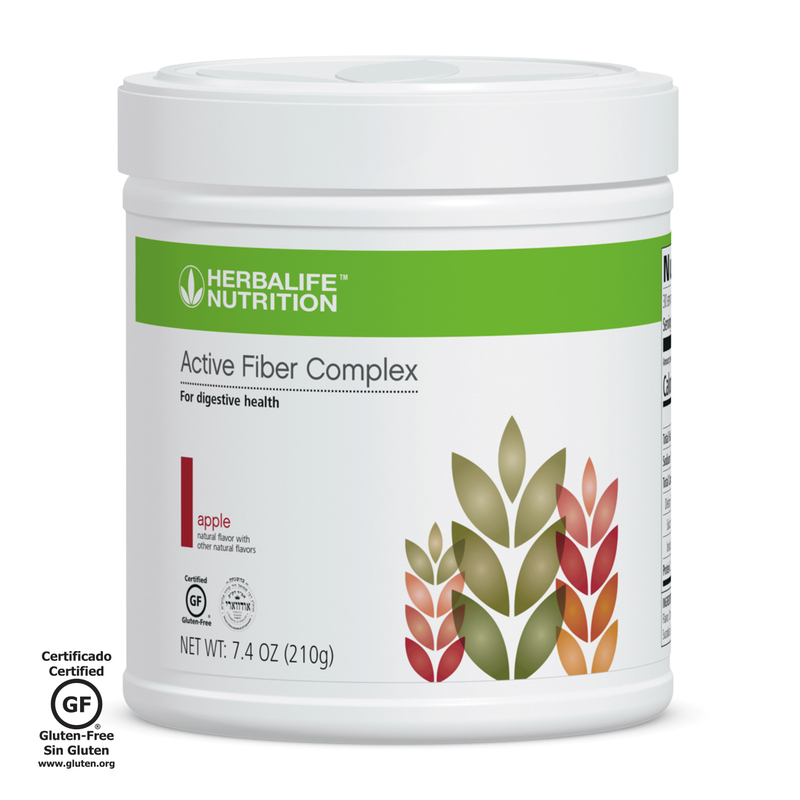 HERBALIFE™
NUTRITION
Active Fiber Complex
For digestive health
apple
natural flavor with
other natural flavors
Certified
GF
Gluten-Free
NET WT: 7.4 OZ (210g)
Certificado
Certified
GF
®
Gluten-Free
Sin Gluten
www.gluten.org